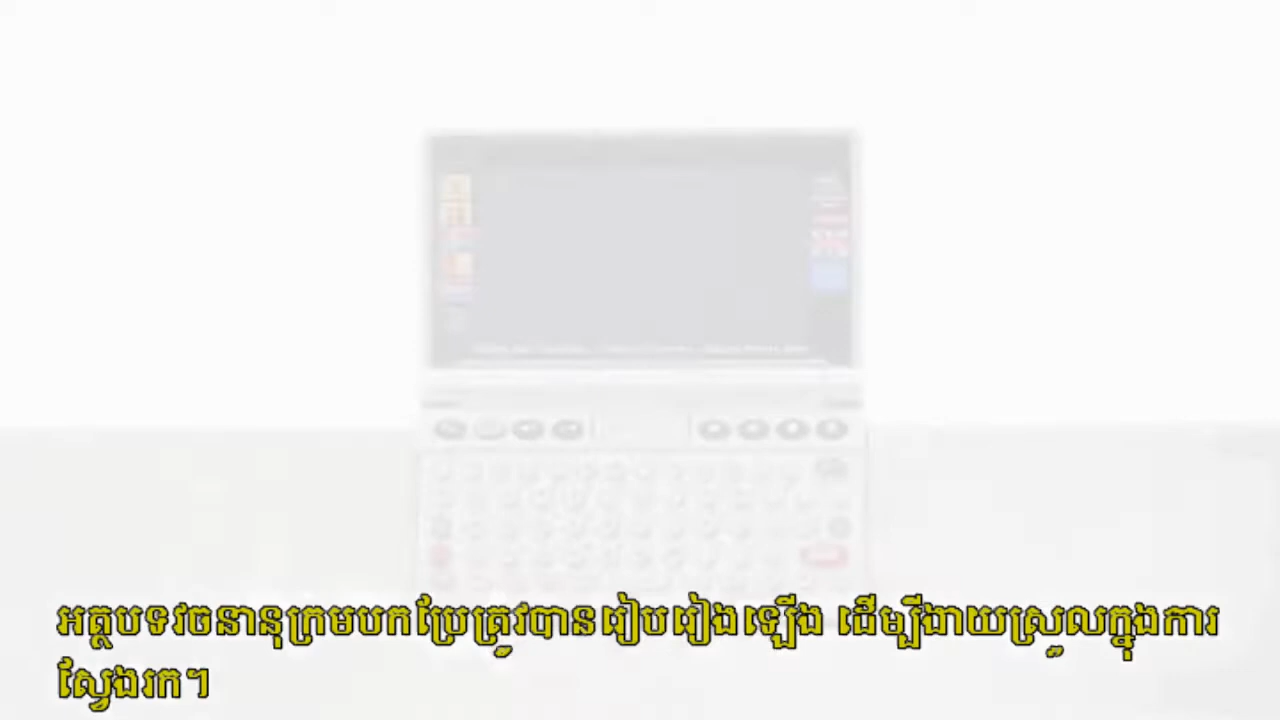 អត្ថបទវចនានុក្រមបកប្រែត្រូវបានរៀបរៀងឡើង ដើម្បីងាយស្រួលក្នុងការ
ស្វែងរក។